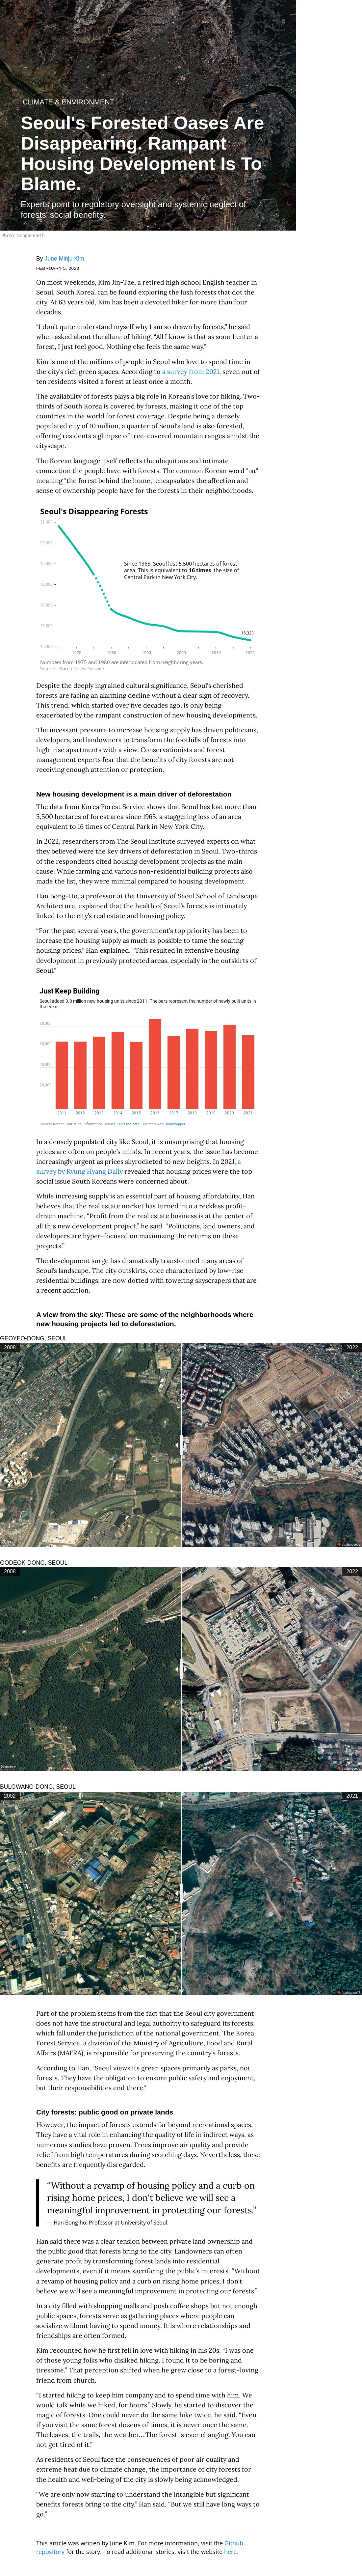 CLIMATE & ENVIRONMENT
Seoul's Forested Oases Are
Disappearing. Rampant
Housing Development Is To
Blame.
Experts point to regulatory oversight and systemic neglect of
forests' social benefits.
Photo: Google Earth
By June Minju Kim
FEBRUARY 5, 2023
On most weekends, Kim Jin-Tae, a retired high school English teacher in
Seoul, South Korea, can be found exploring the lush forests that dot the
city. At 63 years old, Kim has been a devoted hiker for more than four
decades.
"I don't quite understand myself why I am so drawn by forests," he said
when asked about the allure of hiking. "All I know is that as soon I enter a
forest, I just feel good. Nothing else feels the same way."
Kim is one of the millions of people in Seoul who love to spend time in
the city's rich green spaces. According to a survey from 2021, seven out of
ten residents visited a forest at least once a month.
The availability of forests plays a big role in Korean's love for hiking. Two-
thirds of South Korea is covered by forests, making it one of the top
countries in the world for forest coverage. Despite being a densely
populated city of 10 million, a quarter of Seoul's land is also forested,
offering residents a glimpse of tree-covered mountain ranges amidst the
cityscape.
The Korean language itself reflects the ubiquitous and intimate
connection the people have with forests. The common Korean word "
meaning "the forest behind the home," encapsulates the affection and
sense of ownership people have for the forests in their neighborhoods.
Seoul's Disappearing Forests
21,000
20,000
19,000
18,000
17,000
16,000
15,000
Since 1965, Seoul lost 5,500 hectares of forest
area. This is equivalent to 16 times the size of
Central Park in New York City.
15,323
1970 1980 1990 2000 2010 2020
Numbers from 1975 and 1980 are interpolated from neighboring years.
Source : Korea Forest Service
Despite the deeply ingrained cultural significance, Seoul's cherished
forests are facing an alarming decline without a clear sign of recovery.
This trend, which started over five decades ago, is only being
exacerbated by the rampant construction of new housing developments.
The incessant pressure to increase housing supply has driven politicians,
developers, and landowners to transform the foothills of forests into
high-rise apartments with a view. Conservationists and forest
management experts fear that the benefits of city forests are not
receiving enough attention or protection.
New housing development is a main driver of deforestation
The data from Korea Forest Service shows that Seoul has lost more than
5,500 hectares of forest area since 1965, a staggering loss of an area
equivalent to 16 times of Central Park in New York City.
In 2022, researchers from The Seoul Institute surveyed experts on what
they believed were the key drivers of deforestation in Seoul. Two-thirds
of the respondents cited housing development projects as the main
cause. While farming and various non-residential building projects also
made the list, they were minimal compared to housing development.
Han Bong-Ho, a professor at the University of Seoul School of Landscape
Architecture, explained that the health of Seoul's forests is intimately
linked to the city's real estate and housing policy.
"For the past several years, the government's top priority has been to
increase the housing supply as much as possible to tame the soaring
housing prices," Han explained. "This resulted in extensive housing
development in previously protected areas, especially in the outskirts of
Seoul."
Just Keep Building
Seoul added 0.8 million new housing units since 2011. The bars represent the number of newly built units in
that year.
80,000
60,000
40,000
20,000
2011 2012 2013 2014 2015 2016 2017 2018 2019 2020 2021
Source: Korean Statistical Information Service • Get the data • Created with Datawrapper
In a densely populated city like Seoul, it is unsurprising that housing
prices are often on people's minds. In recent years, the issue has become
increasingly urgent as prices skyrocketed to new heights. In 2021, a
survey by Kyung Hyang Daily revealed that housing prices were the top
social issue South Koreans were concerned about.
While increasing supply is an essential part of housing affordability, Han
believes that the real estate market has turned into a reckless profit-
driven machine. "Profit from the real estate business is at the center of
all this new development project," he said. "Politicians, land owners, and
developers are hyper-focused on maximizing the returns on these
projects."
The development surge has dramatically transformed many areas of
Seoul's landscape. The city outskirts, once characterized by low-rise
residential buildings, are now dotted with towering skyscrapers that are
a recent addition.
A view from the sky: These are some of the neighborhoods where
new housing projects led to deforestation.
GEOYEO-DONG, SEOUL
2008
2022
GODEOK-DONG, SEOUL
2008
2022
BULGWANG-DONG, SEOUL
2002
2021
Part of the problem stems from the fact that the Seoul city government
does not have the structural and legal authority to safeguard its forests,
which fall under the jurisdiction of the national government. The Korea
Forest Service, a division of the Ministry of Agriculture, Food and Rural
Affairs (MAFRA), is responsible for preserving the country's forests.
According to Han, "Seoul views its green spaces primarily as parks, not
forests. They have the obligation to ensure public safety and enjoyment,
but their responsibilities end there."
City forests: public good on private lands
However, the impact of forests extends far beyond recreational spaces.
They have a vital role in enhancing the quality of life in indirect ways, as
numerous studies have proven. Trees improve air quality and provide
relief from high temperatures during scorching days. Nevertheless, these
benefits are frequently disregarded.
"Without a revamp of housing policy and a curb on
rising home prices, I don't believe we will see a
meaningful improvement in protecting our forests."
— Han Bong-ho, Professor at University of Seoul.
Han said there was a clear tension between private land ownership and
the public good that forests bring to the city. Landowners can often
generate profit by transforming forest lands into residential
developments, even if it means sacrificing the public's interests. "Without
a revamp of housing policy and a curb on rising home prices, I don't
believe we will see a meaningful improvement in protecting our forests."
In a city filled with shopping malls and posh coffee shops but not enough
public spaces, forests serve as gathering places where people can
socialize without having to spend money. It is where relationships and
friendships are often formed.
Kim recounted how he first fell in love with hiking in his 20s. "I was one
of those young folks who disliked hiking. I found it to be boring and
tiresome." That perception shifted when he grew close to a forest-loving
friend from church.
"I started hiking to keep him company and to spend time with him. We
would talk while we hiked, for hours." Slowly, he started to discover the
magic of forests. One could never do the same hike twice, he said. "Even
if you visit the same forest dozens of times, it is never once the same.
The leaves, the trails, the weather... The forest is ever changing. You can
not get tired of it."
As residents of Seoul face the consequences of poor air quality and
extreme heat due to climate change, the importance of city forests for
the health and well-being of the city is slowly being acknowledged.
"We are only now starting to understand the intangible but significant
benefits forests bring to the city," Han said. "But we still have long ways to
go."
This article was written by June Kim. For more information, visit the Github
repository for the story. To read additional stories, visit the website here.